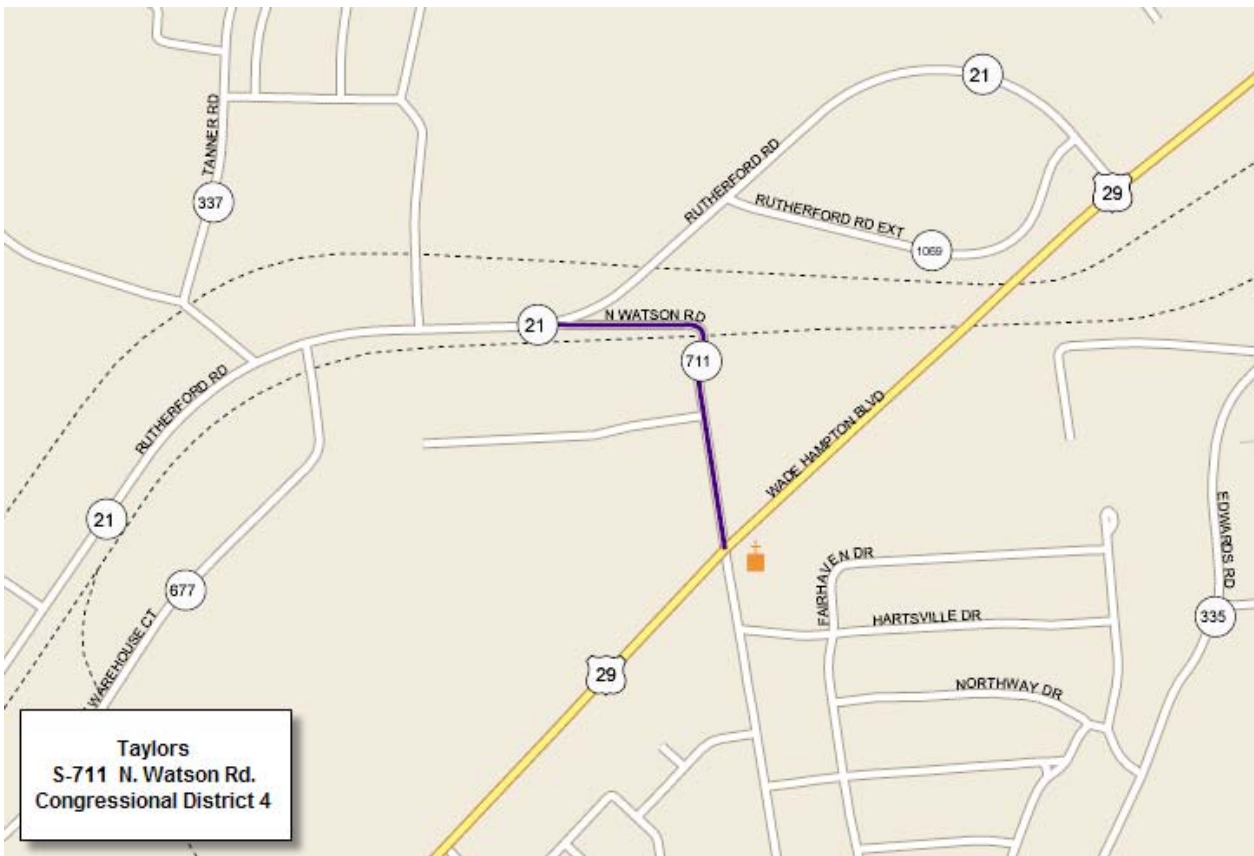 21
TANNER RD
RUTHERFORD RD
337
29
RUTHERFORD RD EXT
1069
N WATSON RD
21
711
RUTHERFORD RD
WADE HAMPTON BLVD
21
EDWARDS RD
FAIRHAVEN DR
677
HARTSVILLE DR
335
WAREHOUSE CT
29
NORTHWAY DR
Taylors
S-711 N. Watson Rd.
Congressional District 4